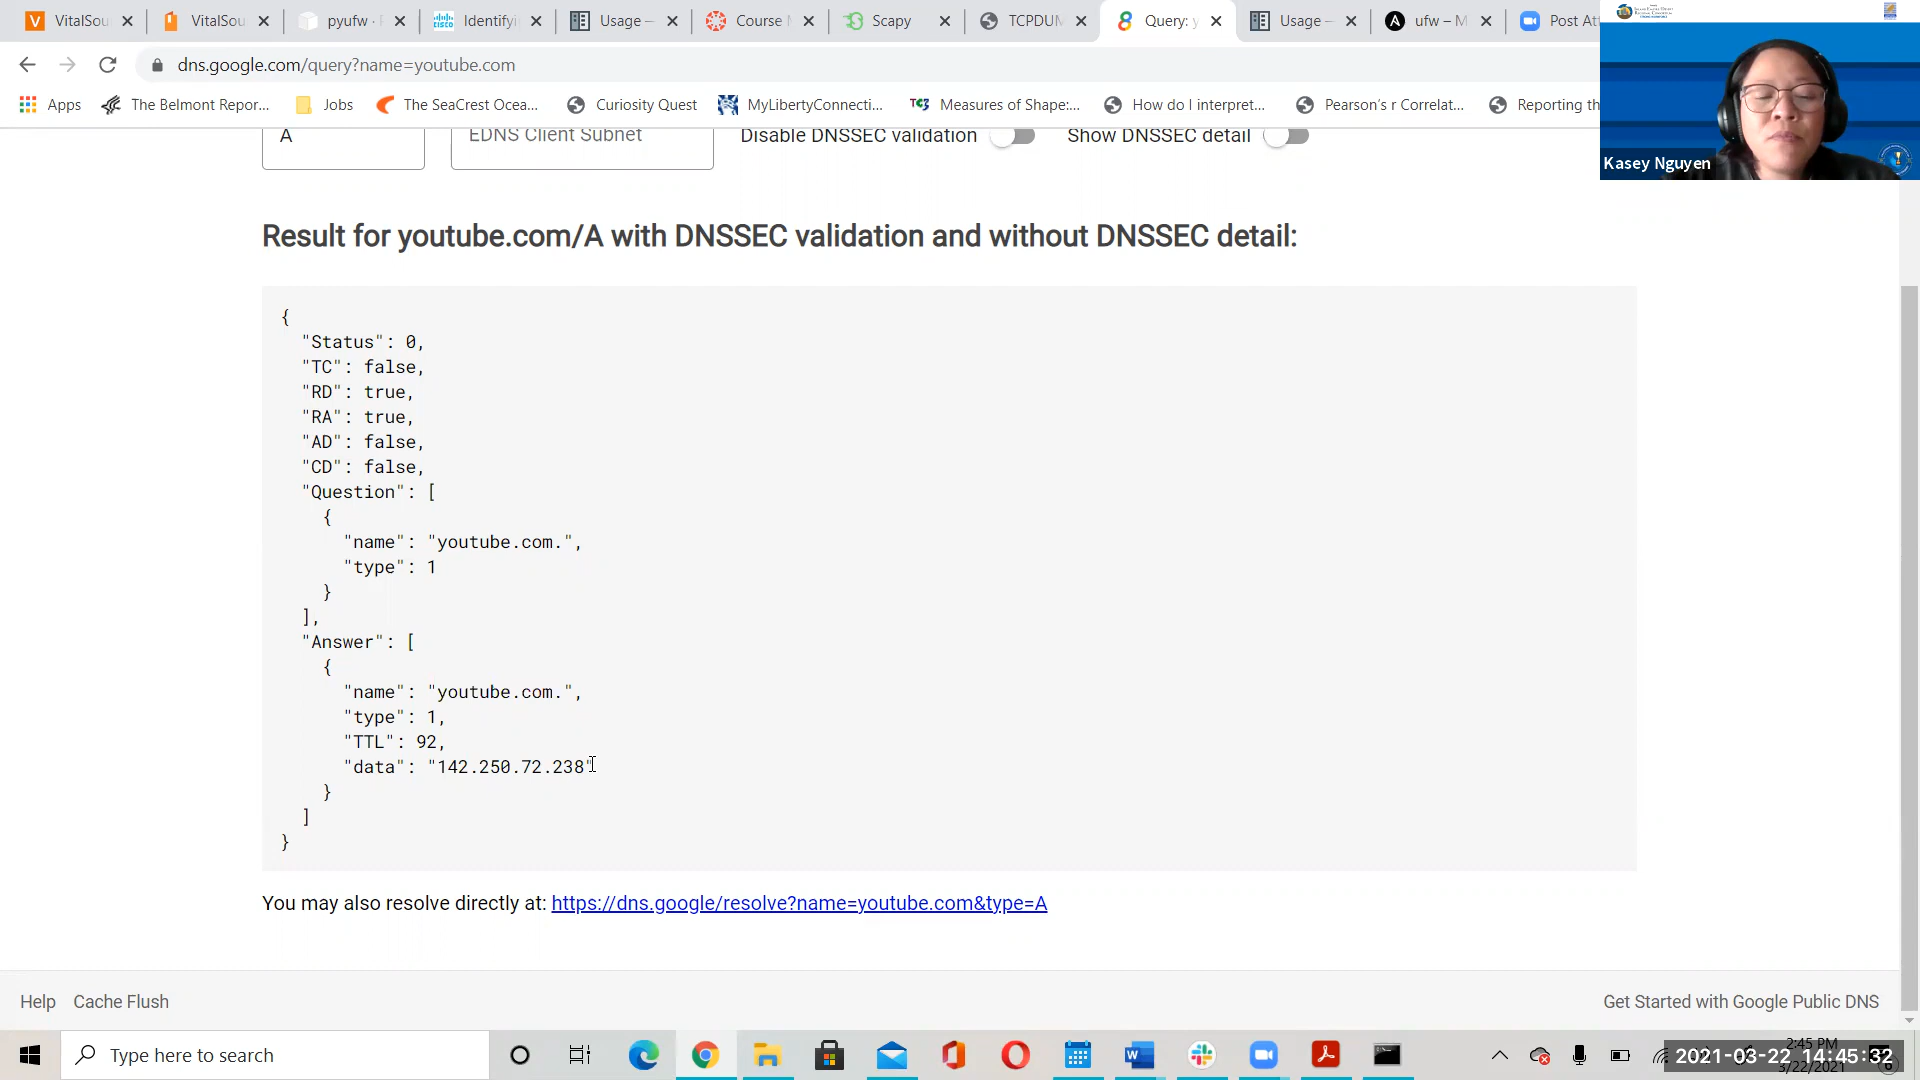 VitalSou
VitalSou
pyufw · P
Identifyi
Usage –
Course M
Scapy
TCPDUM
Query: y
Usage –
ufw – M
Post Att
dns.google.com/query?name=youtube.com
Apps
The Belmont Repor...
Jobs
The SeaCrest Ocea...
Curiosity Quest
MyLibertyConnecti...
Measures of Shape:...
How do I interpret...
Pearson's r Correlat...
Reporting th
Kasey Nguyen
A
EDNS Client Subnet
Disable DNSSEC validation
Show DNSSEC detail
Result for youtube.com/A with DNSSEC validation and without DNSSEC detail:
{
"Status": 0,
"TC": false,
"RD": true,
"RA": true,
"AD": false,
"CD": false,
"Question": [
{
"name": "youtube.com.",
"type": 1
}
],
"Answer": [
{
"name": "youtube.com.",
"type": 1,
"TTL": 92,
"data": "142.250.72.238"
}
]
}
You may also resolve directly at: https://dns.google/resolve?name=youtube.com&type=A
Help
Cache Flush
Get Started with Google Public DNS
Type here to search
2:45 PM
3/22/2021
2021-03-22 14:45:32